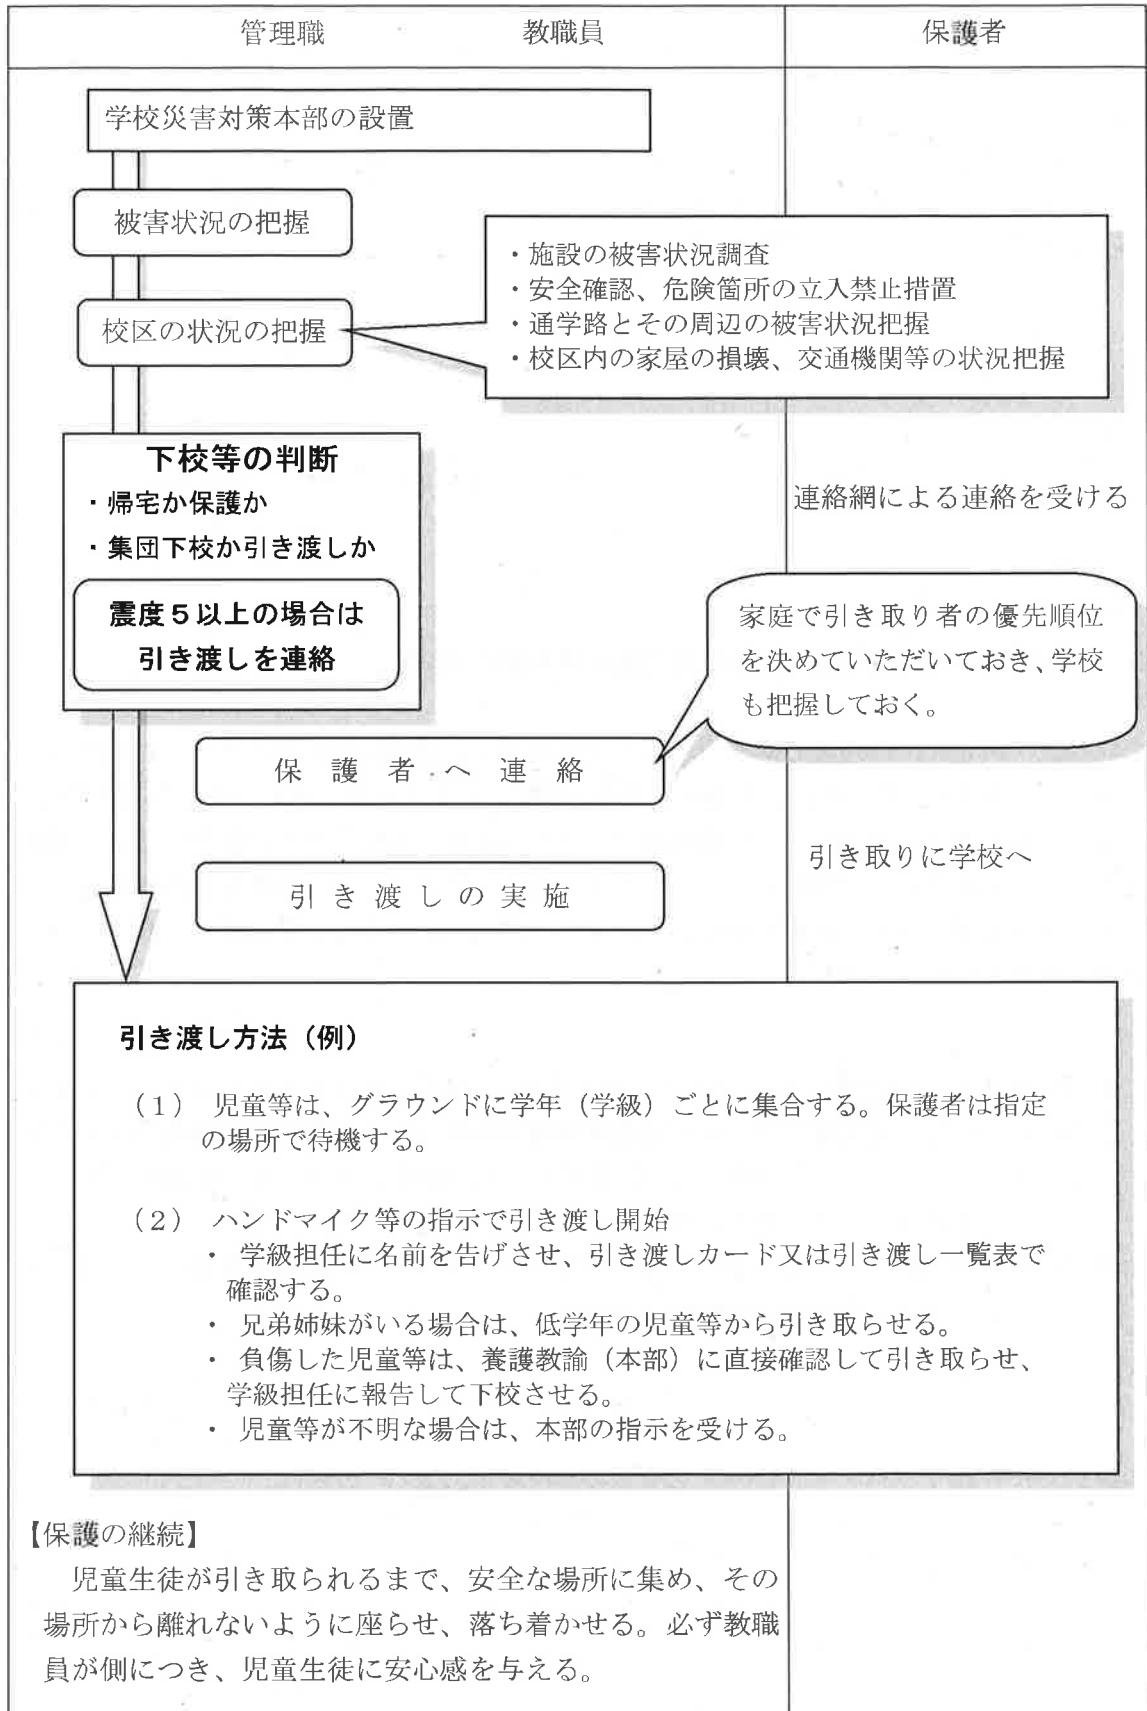 管理職 教職員 保護者
学校災害対策本部の設置
被害状況の把握
校区の状況の把握
・施設の被害状況調査
・安全確認、危険箇所の立入禁止措置
・通学路とその周辺の被害状況把握
・校区内の家屋の損壊、交通機関等の状況把握
下校等の判断
・帰宅か保護か
・集団下校か引き渡しか
震度5以上の場合は
引き渡しを連絡
連絡網による連絡を受ける
家庭で引き取り者の優先順位
を決めていただいておき、学校
も把握しておく。
保護者へ連絡
引き取りに学校へ
引き渡しの実施
引き渡し方法(例)
(1) 児童等は、グラウンドに学年(学級)ごとに集合する。保護者は指定
の場所で待機する。
(2) ハンドマイク等の指示で引き渡し開始
・ 学級担任に名前を告げさせ、引き渡しカード又は引き渡し一覧表で
確認する。
・ 兄弟姉妹がいる場合は、低学年の児童等から引き取らせる。
・ 負傷した児童等は、養護教諭(本部)に直接確認して引き取らせ、
学級担任に報告して下校させる。
・ 児童等が不明な場合は、本部の指示を受ける。
【保護の継続】
児童生徒が引き取られるまで、安全な場所に集め、その
場所から離れないように座らせ、落ち着かせる。必ず教職
員が側につき、児童生徒に安心感を与える。